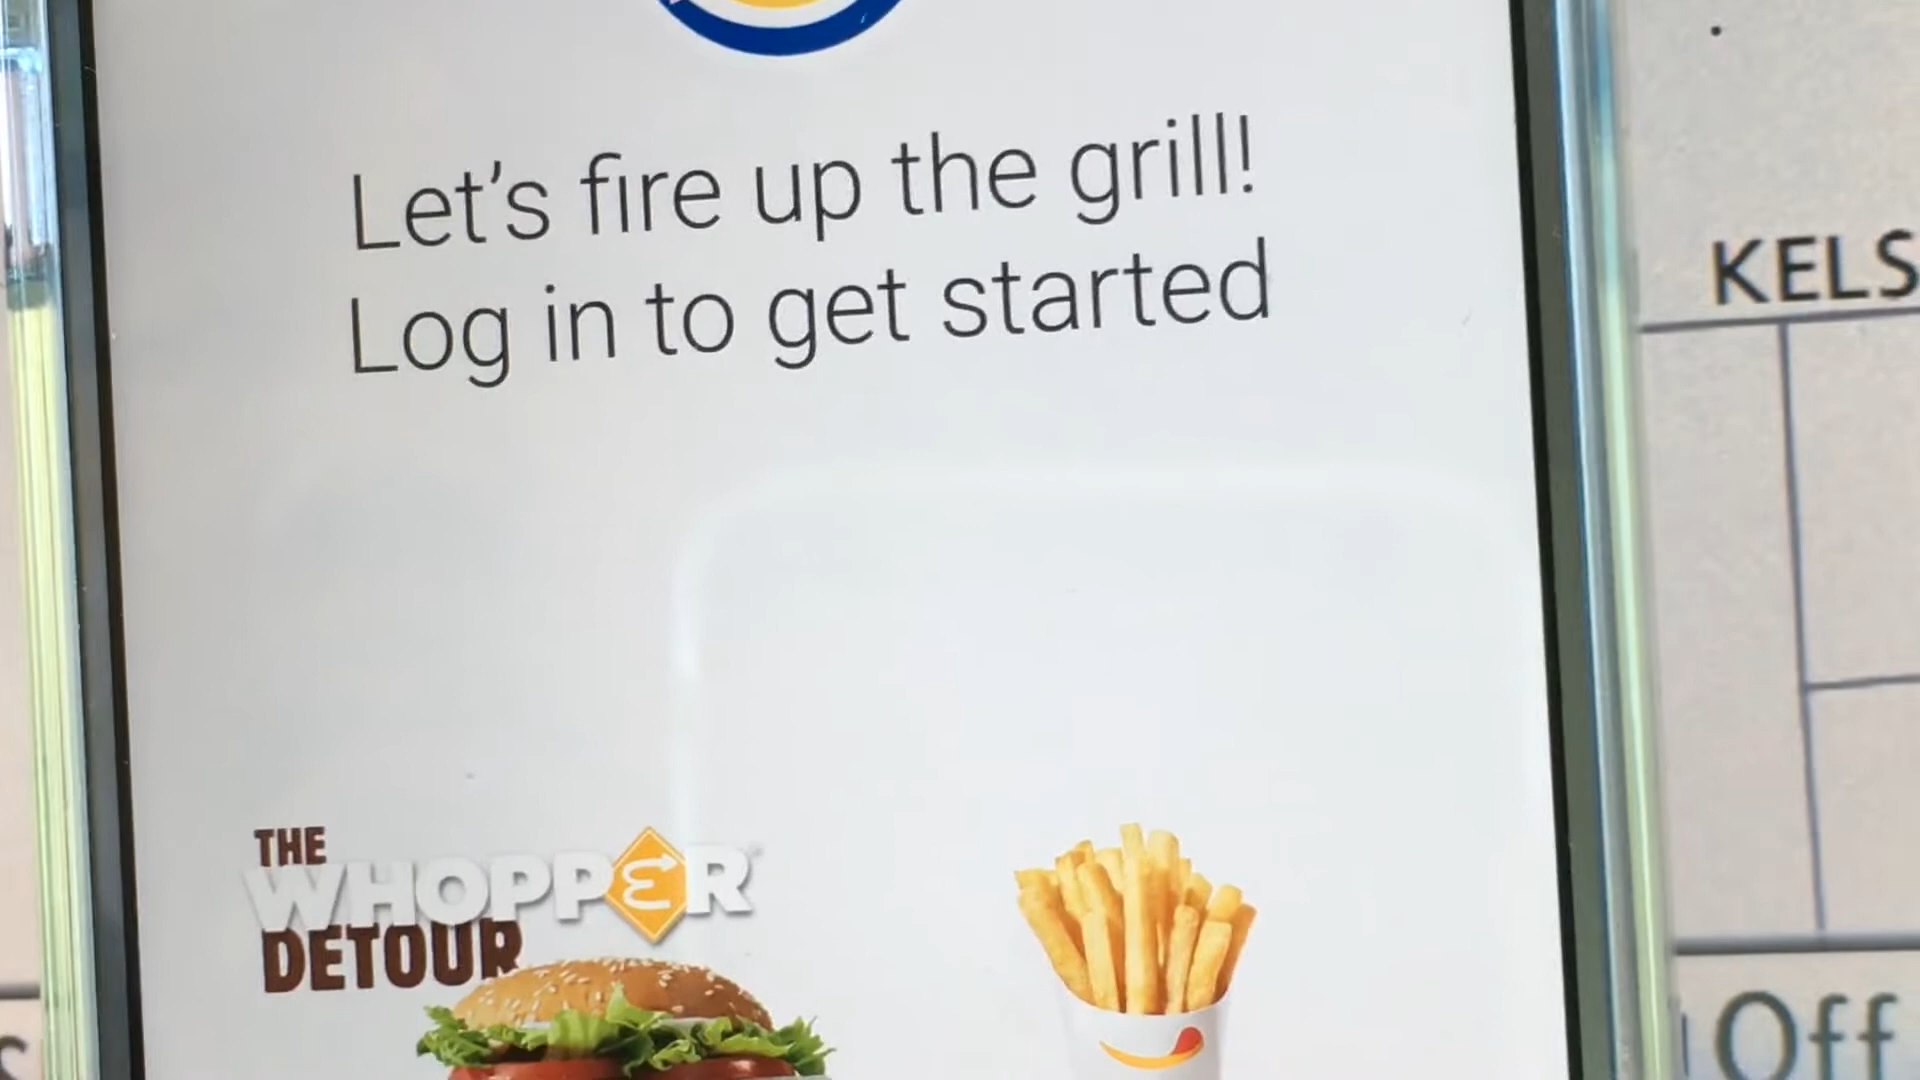 Let's fire up the grill!
Log in to get started
KELS
THE
WHOPPER
DETOUR
Off